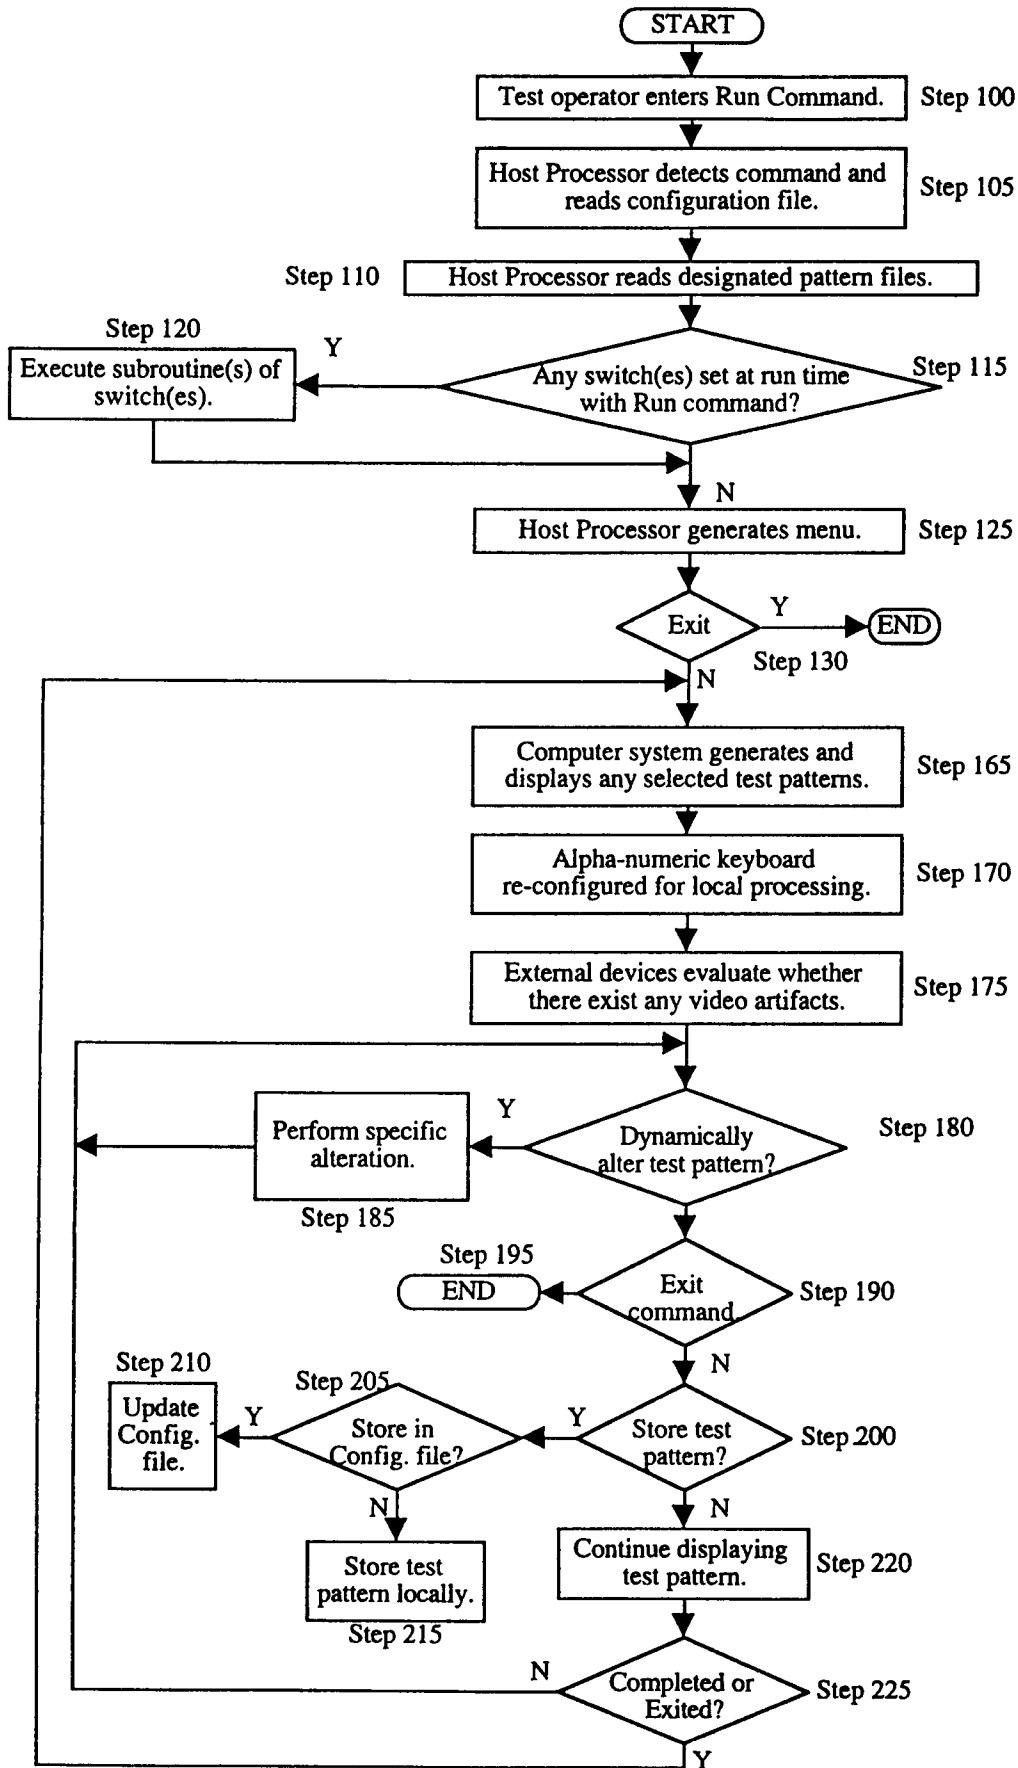 START
Test operator enters Run Command.
Step 100
Host Processor detects command and
reads configuration file.
Step 105
Step 110
Host Processor reads designated pattern files.
Step 120
Execute subroutine(s) of
switch(es).
Y
Any switch(es) set at run time
with Run command?
Step 115
N
Host Processor generates menu.
Step 125
Exit
Y
END
Step 130
N
Computer system generates and
displays any selected test patterns.
Step 165
Alpha-numeric keyboard
re-configured for local processing.
Step 170
External devices evaluate whether
there exist any video artifacts.
Step 175
Perform specific
alteration.
Step 185
Y
Dynamically
alter test pattern?
Step 180
Step 195
END
Exit
command.
Step 190
N
Step 210
Update
Config.
file.
Y
Step 205
Store in
Config. file?
Y
Store test
pattern?
Step 200
N
N
Store test
pattern locally.
Step 215
Continue displaying
test pattern.
Step 220
N
Completed or
Exited?
Step 225
Y